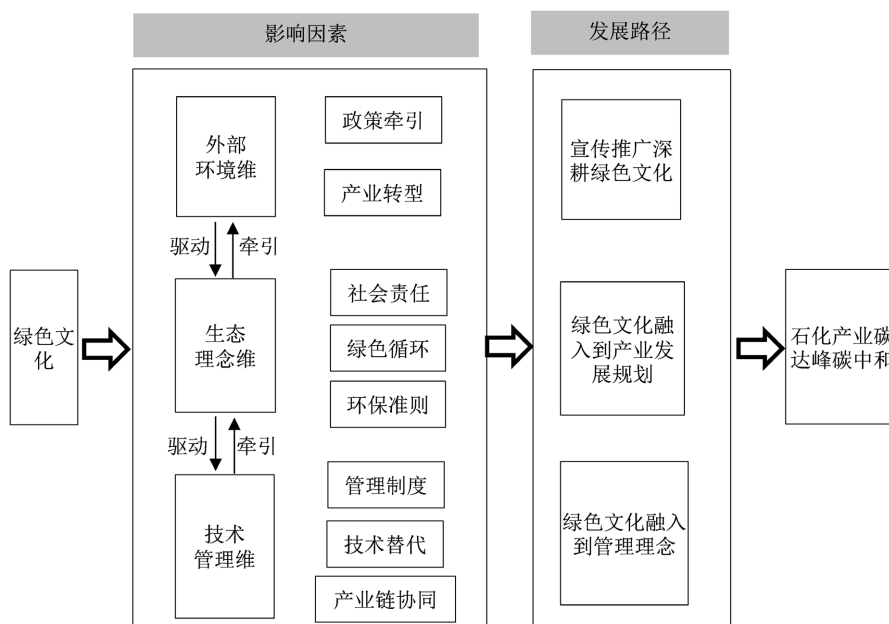 影响因素
发展路径
绿色文
化
外部
环境维
驱动
牵引
生态
理念维
驱动
牵引
技术
管理维
政策牵引
产业转型
社会责任
绿色循环
环保准则
管理制度
技术替代
产业链协同
宣传推广深
耕绿色文化
绿色文化融
入到产业发
展规划
绿色文化融入
到管理理念
石化产业碳
达峰碳中和